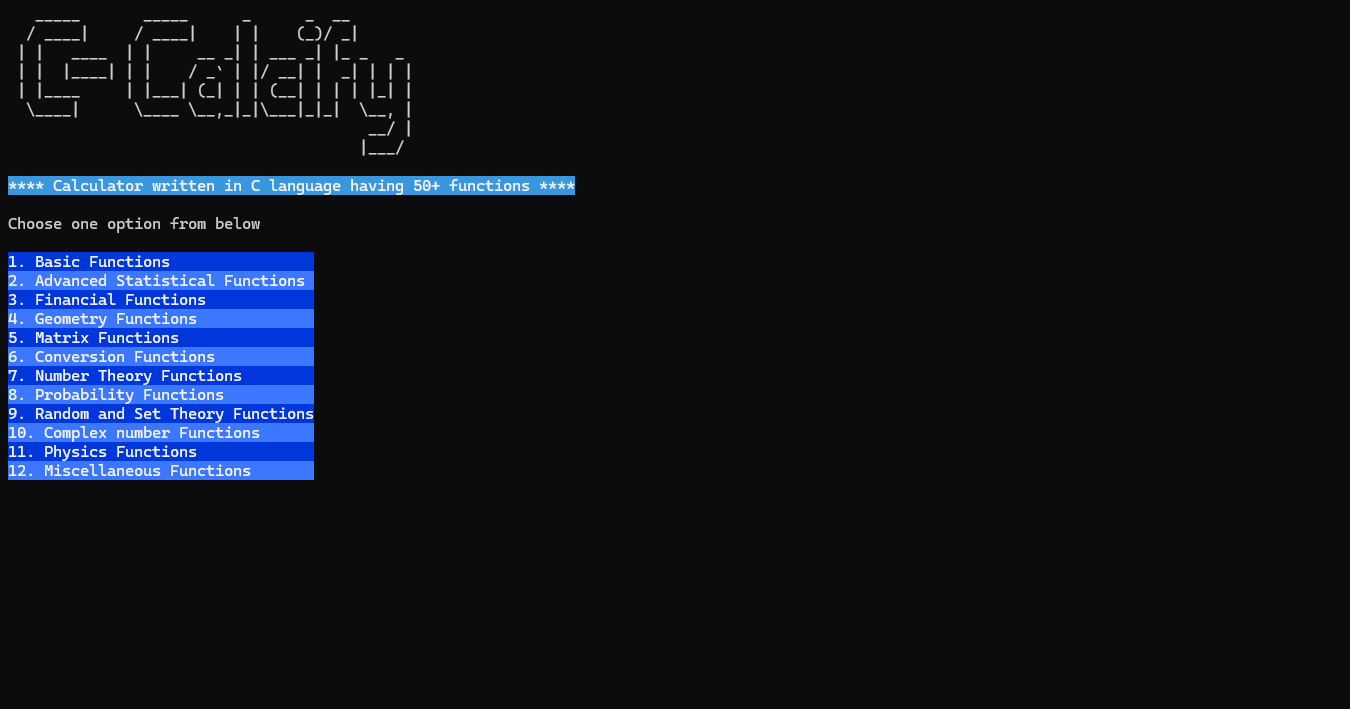 C-Calcify
**** Calculator written in C language having 50+ functions ****
Choose one option from below
1. Basic Functions
2. Advanced Statistical Functions
3. Financial Functions
4. Geometry Functions
5. Matrix Functions
6. Conversion Functions
7. Number Theory Functions
8. Probability Functions
9. Random and Set Theory Functions
10. Complex number Functions
11. Physics Functions
12. Miscellaneous Functions